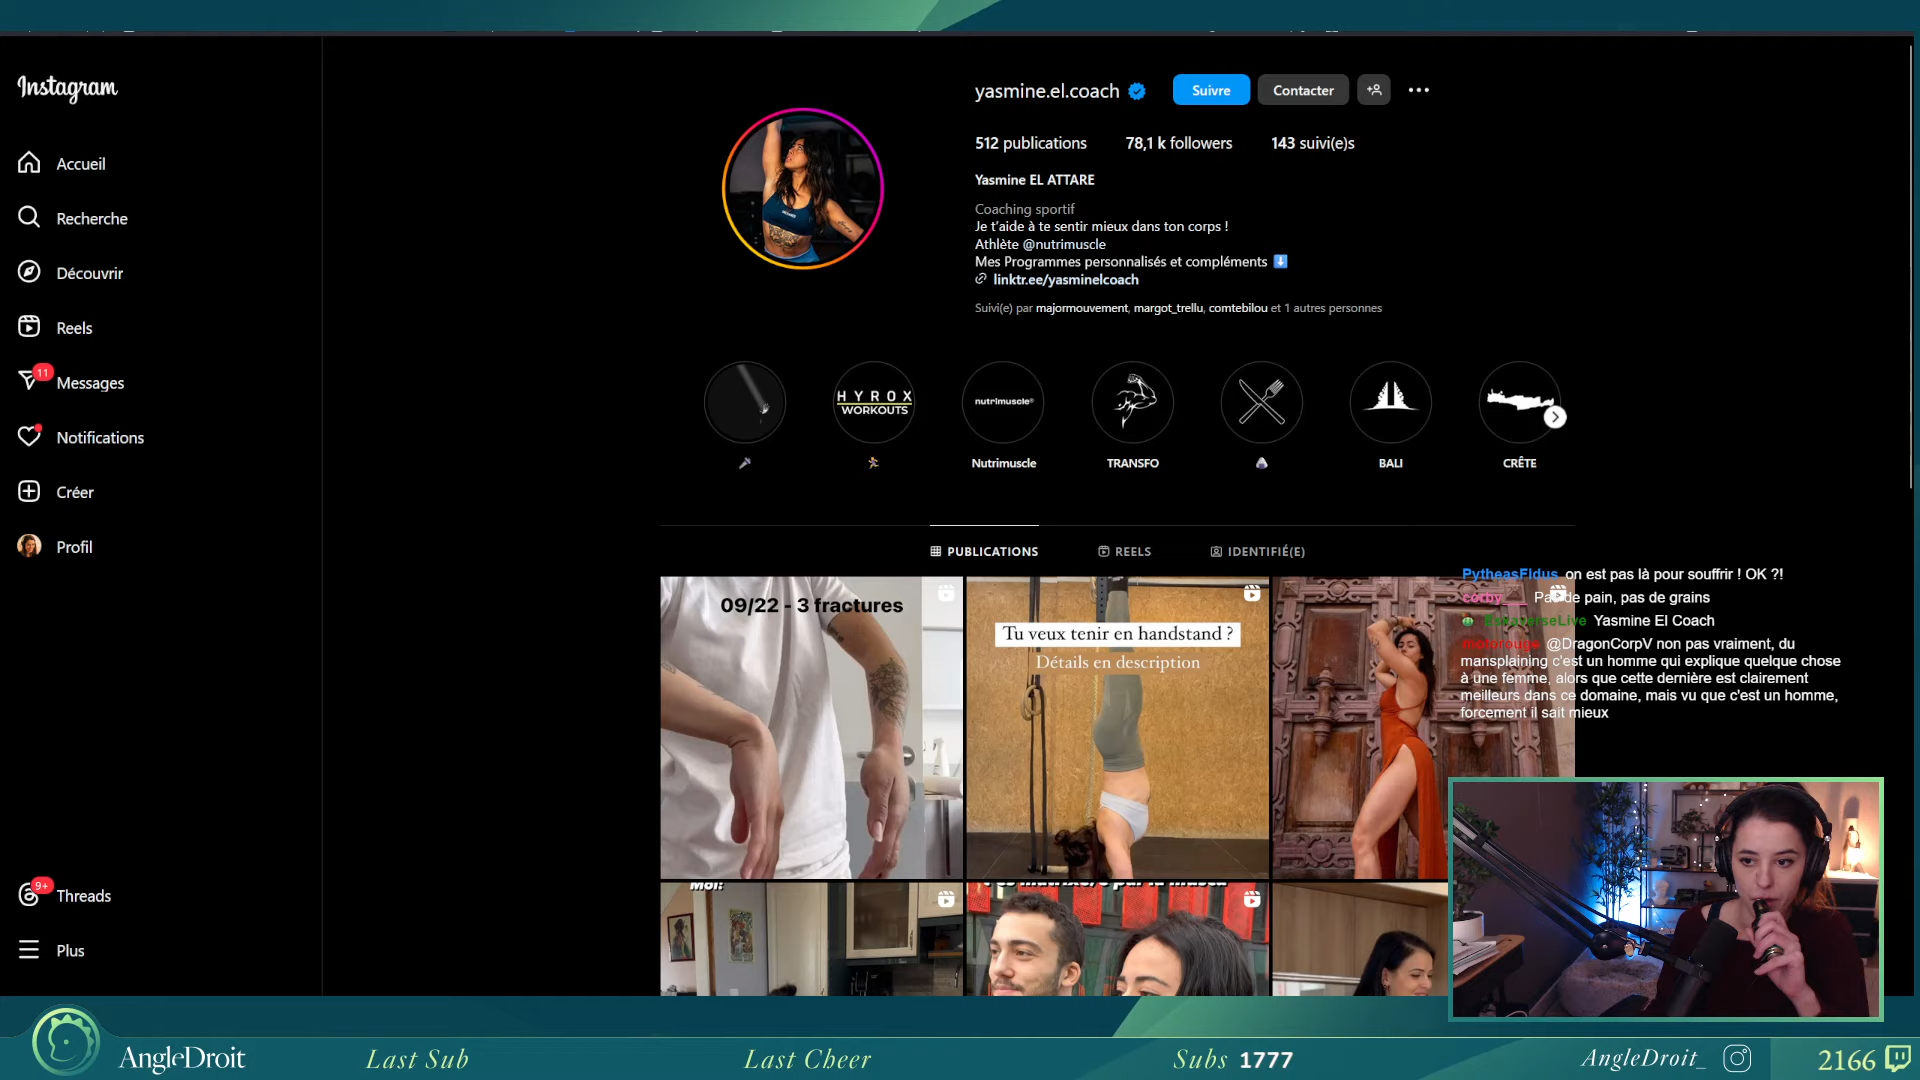 Instagram
Accueil
Recherche
Découvrir
Reels
11
Messages
Notifications
Créer
Profil
9+
Threads
Plus
yasmine.el.coach
Suivre
Contacter
512 publications
78,1 k followers
143 suivi(e)s
Yasmine EL ATTARE
Coaching sportif
Je t'aide à te sentir mieux dans ton corps !
Athlète @nutrimuscle
Mes Programmes personnalisés et compléments
linktr.ee/yasminelcoach
Suivi(e) par majormouvement, margot_trellu, comtebilou et 1 autres personnes
HYROX
WORKOUTS
nutrimuscle®
Nutrimuscle
TRANSFO
BALI
CRÊTE
PUBLICATIONS
REELS
IDENTIFIÉ(E)
09/22 - 3 fractures
Tu veux tenir en handstand ?
Détails en description
Moi:
PytheasFidus on est pas là pour souffrir ! OK ?!
Pas de pain, pas de grains
Yasmine El Coach
motorouge @DragonCorpV non pas vraiment, du
mansplaining c'est un homme qui explique quelque chose
à une femme, alors que cette dernière est clairement
meilleurs dans ce domaine, mais vu que c'est un homme,
forcement il sait mieux
AngleDroit
Last Sub
Last Cheer
Subs 1777
AngleDroit_
2166